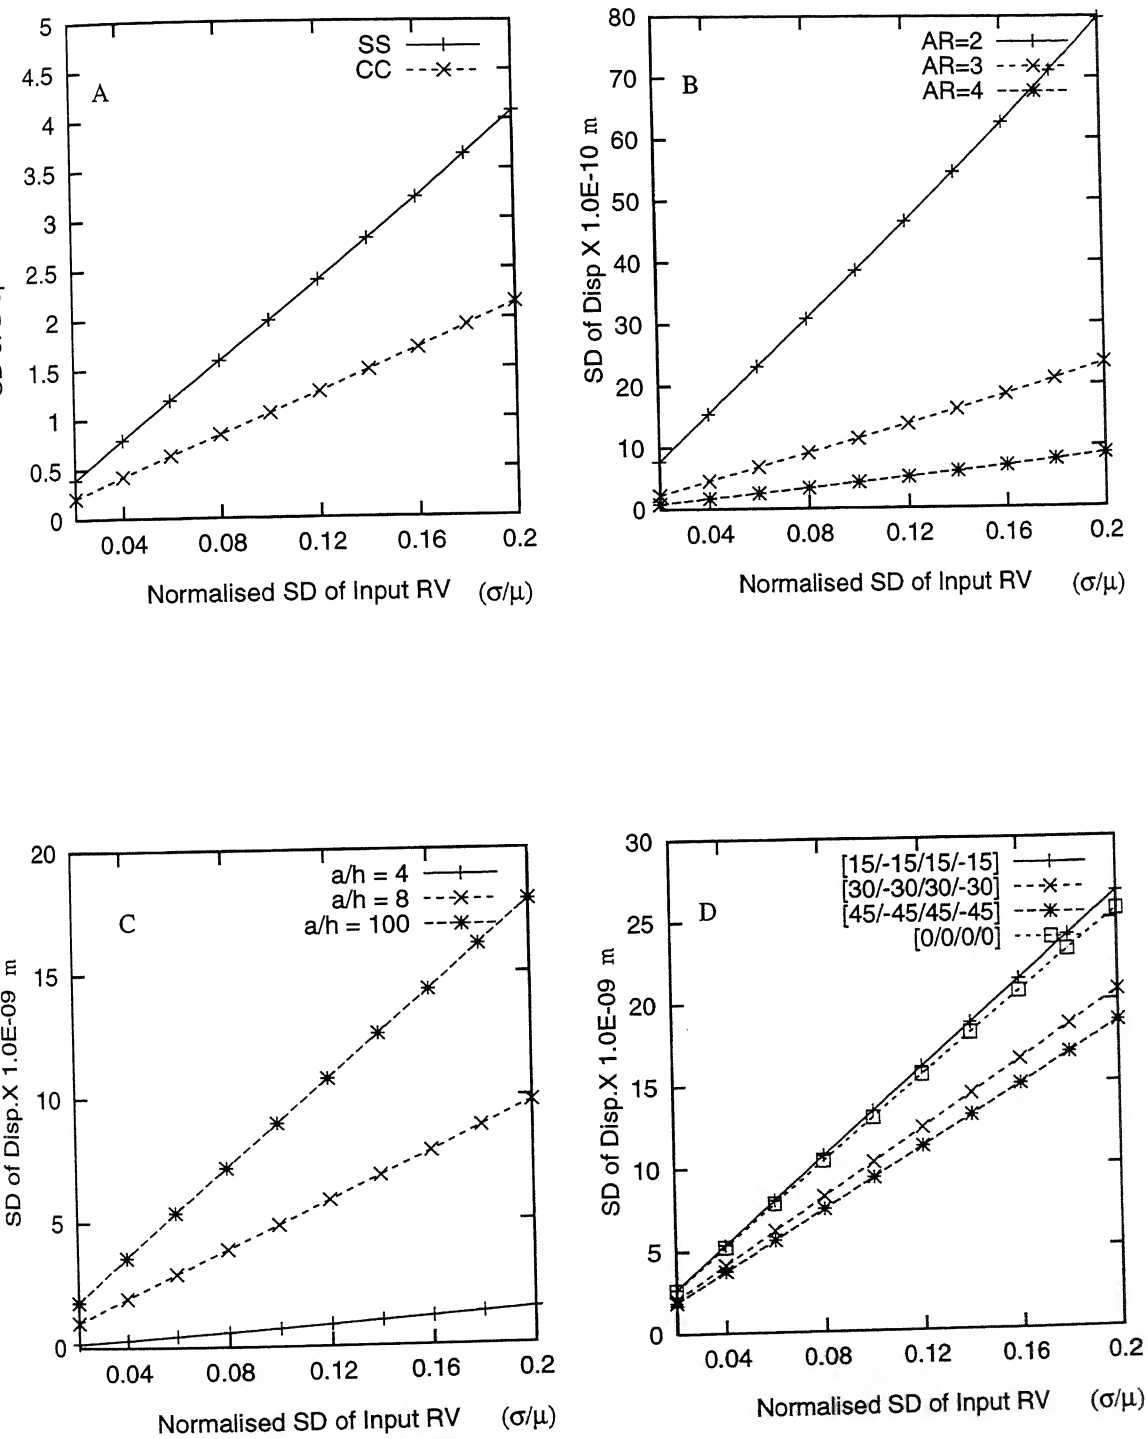 A
SS
CC
5
4.5
4
3.5
3
2.5
2
1.5
1
0.5
0
0.04 0.08 0.12 0.16 0.2
Normalised SD of Input RV (σ/μ)
B
AR=2
AR=3
AR=4
SD of Disp X 1.0E-10 m
80
70
60
50
40
30
20
10
0
0.04 0.08 0.12 0.16 0.2
Normalised SD of Input RV (σ/μ)
C
a/h = 4
a/h = 8
a/h = 100
SD of Disp.X 1.0E-09 m
20
15
10
5
0
0.04 0.08 0.12 0.16 0.2
Normalised SD of Input RV (σ/μ)
D
[15/-15/15/-15]
[30/-30/30/-30]
[45/-45/45/-45]
[0/0/0/0]
SD of Disp.X 1.0E-09 m
30
25
20
15
10
5
0
0.04 0.08 0.12 0.16 0.2
Normalised SD of Input RV (σ/μ)